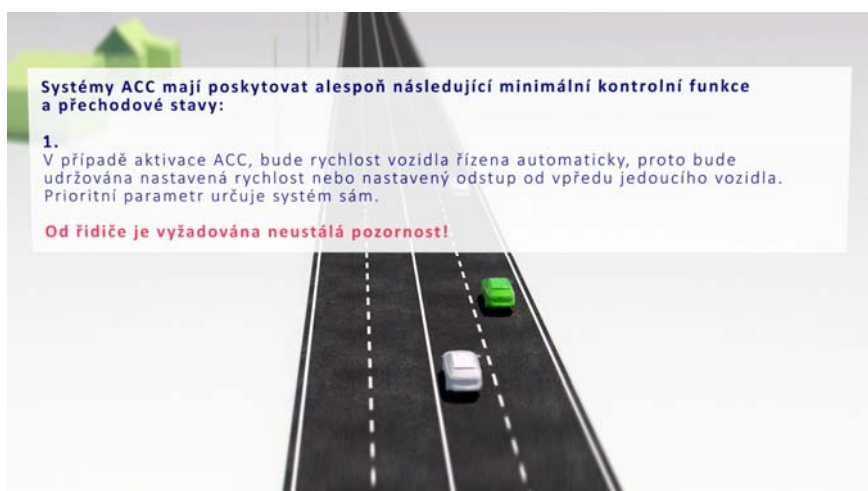 Systémy ACC mají poskytovat alespoň následující minimální kontrolní funkce
a přechodové stavy:
1.
V případě aktivace ACC, bude rychlost vozidla řízena automaticky, proto bude
udržována nastavená rychlost nebo nastavený odstup od vpředu jedoucího vozidla.
Prioritní parametr určuje systém sám.
Od řidiče je vyžadována neustálá pozornost!